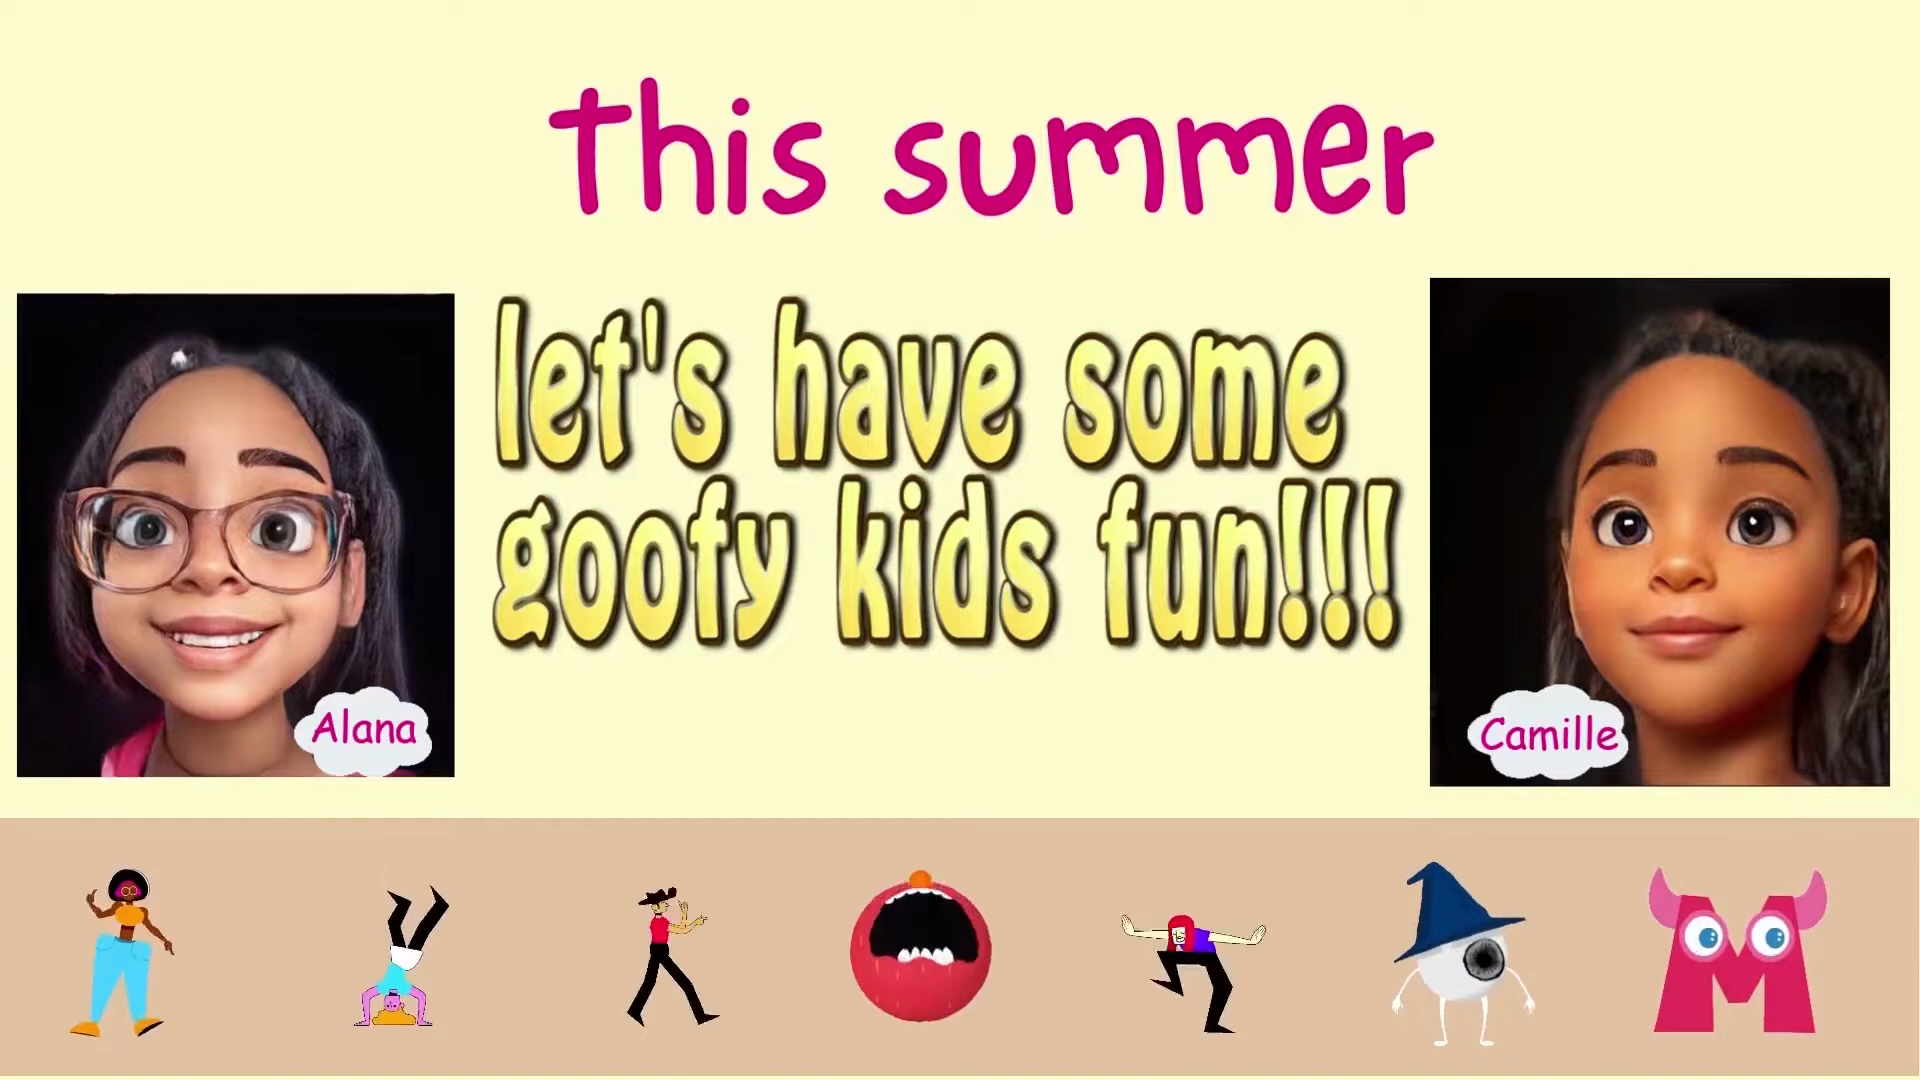 This summer
let's have some
goofy kids fun!!!
Alana
Camille
M